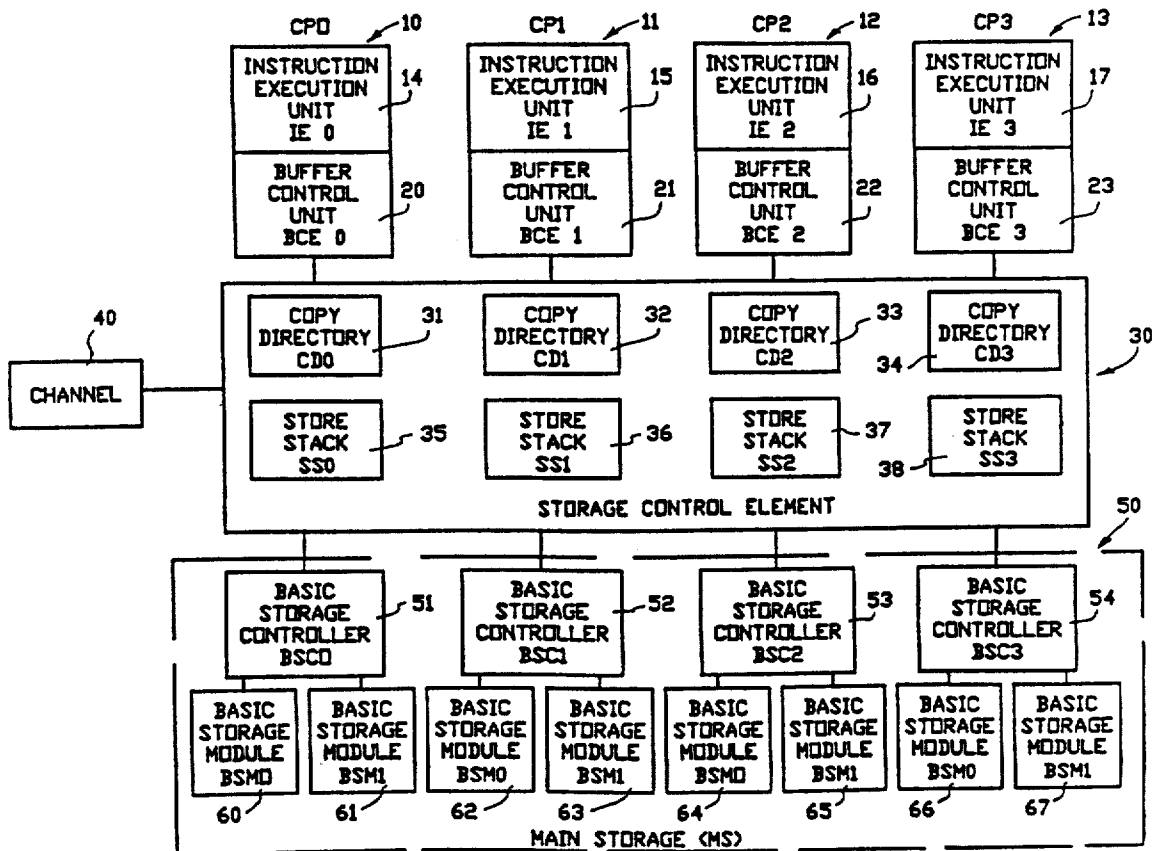 CP0 10
INSTRUCTION
EXECUTION
UNIT
IE 0
14
BUFFER
CONTROL
UNIT
BCE 0
20
CP1 11
INSTRUCTION
EXECUTION
UNIT
IE 1
15
BUFFER
CONTROL
UNIT
BCE 1
21
CP2 12
INSTRUCTION
EXECUTION
UNIT
IE 2
16
BUFFER
CONTROL
UNIT
BCE 2
22
CP3 13
INSTRUCTION
EXECUTION
UNIT
IE 3
17
BUFFER
CONTROL
UNIT
BCE 3
23
40
CHANNEL
COPY
DIRECTORY
CD0
31
COPY
DIRECTORY
CD1
32
COPY
DIRECTORY
CD2
33
COPY
DIRECTORY
CD3
34
30
STORE
STACK
SS0
35
STORE
STACK
SS1
36
STORE
STACK
SS2
37
STORE
STACK
SS3
38
STORAGE CONTROL ELEMENT
50
BASIC
STORAGE
CONTROLLER
BSC0
51
BASIC
STORAGE
CONTROLLER
BSC1
52
BASIC
STORAGE
CONTROLLER
BSC2
53
BASIC
STORAGE
CONTROLLER
BSC3
54
BASIC
STORAGE
MODULE
BSM0
60
BASIC
STORAGE
MODULE
BSM1
61
BASIC
STORAGE
MODULE
BSM0
62
BASIC
STORAGE
MODULE
BSM1
63
BASIC
STORAGE
MODULE
BSM0
64
BASIC
STORAGE
MODULE
BSM1
65
BASIC
STORAGE
MODULE
BSM0
66
BASIC
STORAGE
MODULE
BSM1
67
MAIN STORAGE (MS)